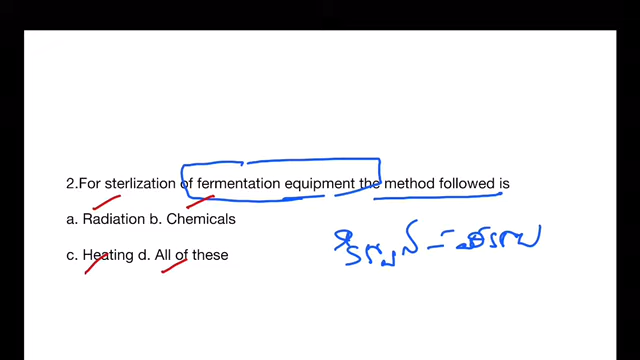 2.For sterlization of fermentation equipment the method followed is
a. Radiation b. Chemicals
c. Heating d. All of these